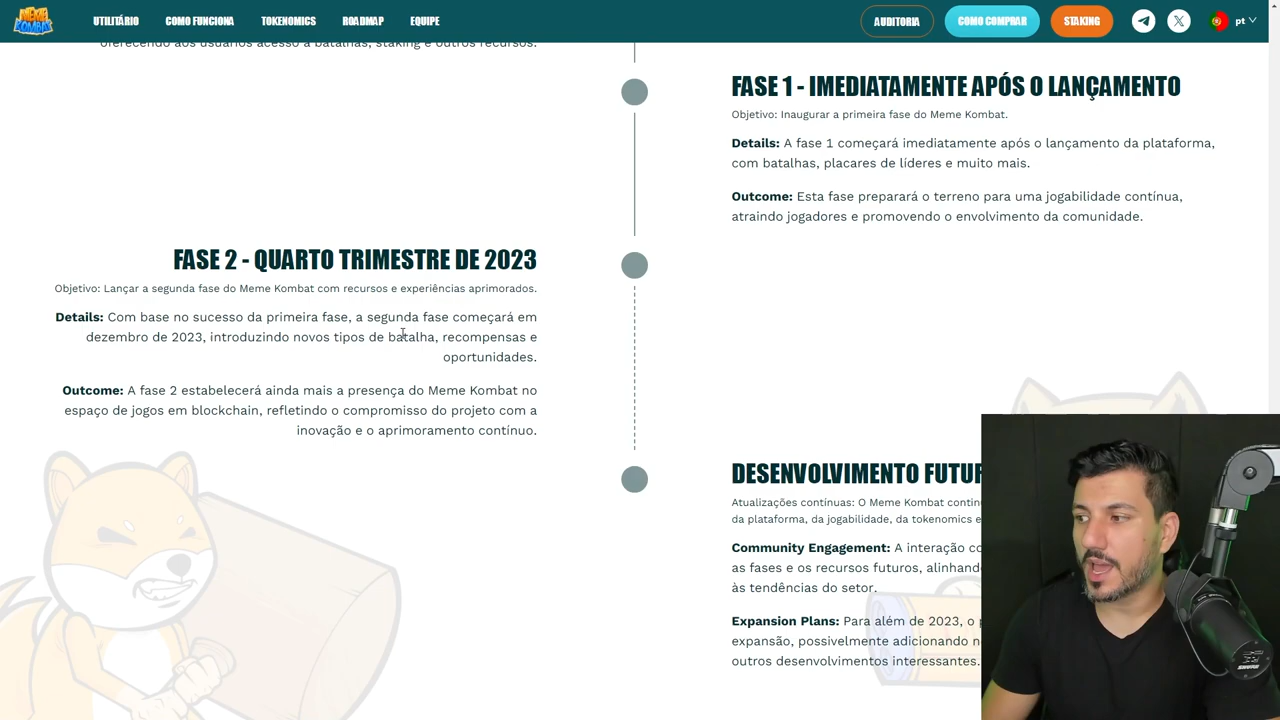 MEME
KOMBAT
UTILITÁRIO
COMO FUNCIONA
TOKENOMICS
ROADMAP
EQUIPE
AUDITORIA
COMO COMPRAR
STAKING
pt
oferecendo aos usuários acesso a batalhas, staking e outros recursos.
FASE 1 - IMEDIATAMENTE APÓS O LANÇAMENTO
Objetivo: Inaugurar a primeira fase do Meme Kombat.
Details: A fase 1 começará imediatamente após o lançamento da plataforma,
com batalhas, placares de líderes e muito mais.
Outcome: Esta fase preparará o terreno para uma jogabilidade contínua,
atraindo jogadores e promovendo o envolvimento da comunidade.
FASE 2 - QUARTO TRIMESTRE DE 2023
Objetivo: Lançar a segunda fase do Meme Kombat com recursos e experiências aprimorados.
Details: Com base no sucesso da primeira fase, a segunda fase começará em
dezembro de 2023, introduzindo novos tipos de batalha, recompensas e
oportunidades.
Outcome: A fase 2 estabelecerá ainda mais a presença do Meme Kombat no
espaço de jogos em blockchain, refletindo o compromisso do projeto com a
inovação e o aprimoramento contínuo.
DESENVOLVIMENTO FUTUR
Atualizações contínuas: O Meme Kombat contin
da plataforma, da jogabilidade, da tokenomics e
Community Engagement: A interação co
as fases e os recursos futuros, alinhand
às tendências do setor.
Expansion Plans: Para além de 2023, o p
expansão, possivelmente adicionando n
outros desenvolvimentos interessantes.